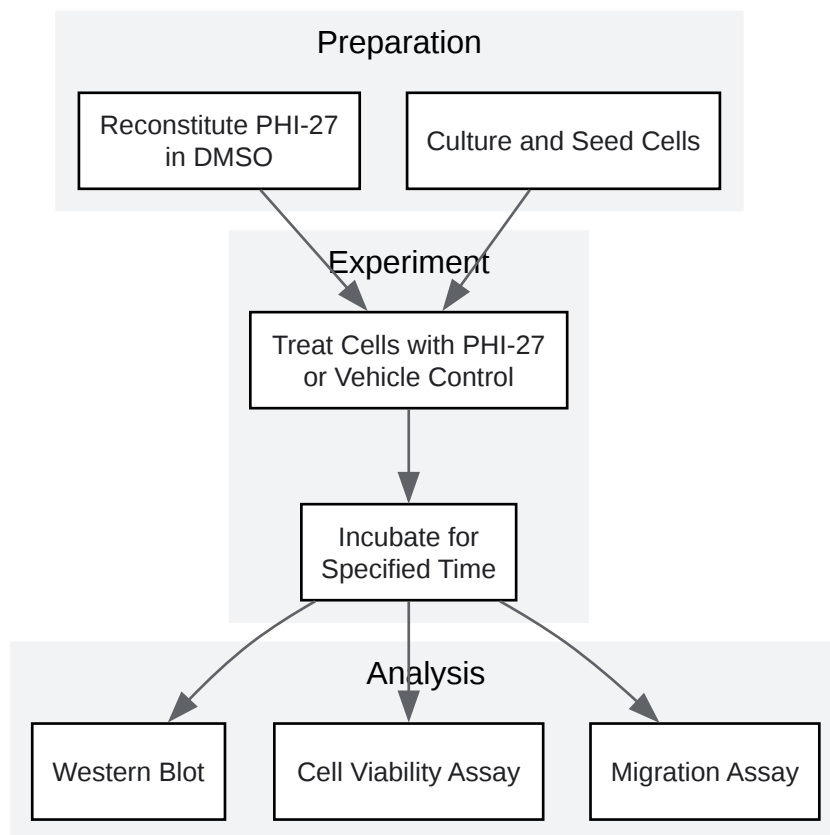 Preparation
Reconstitute PHI-27
in DMSO
Culture and Seed Cells
Experiment
Treat Cells with PHI-27
or Vehicle Control
Incubate for
Specified Time
Analysis
Western Blot
Cell Viability Assay
Migration Assay